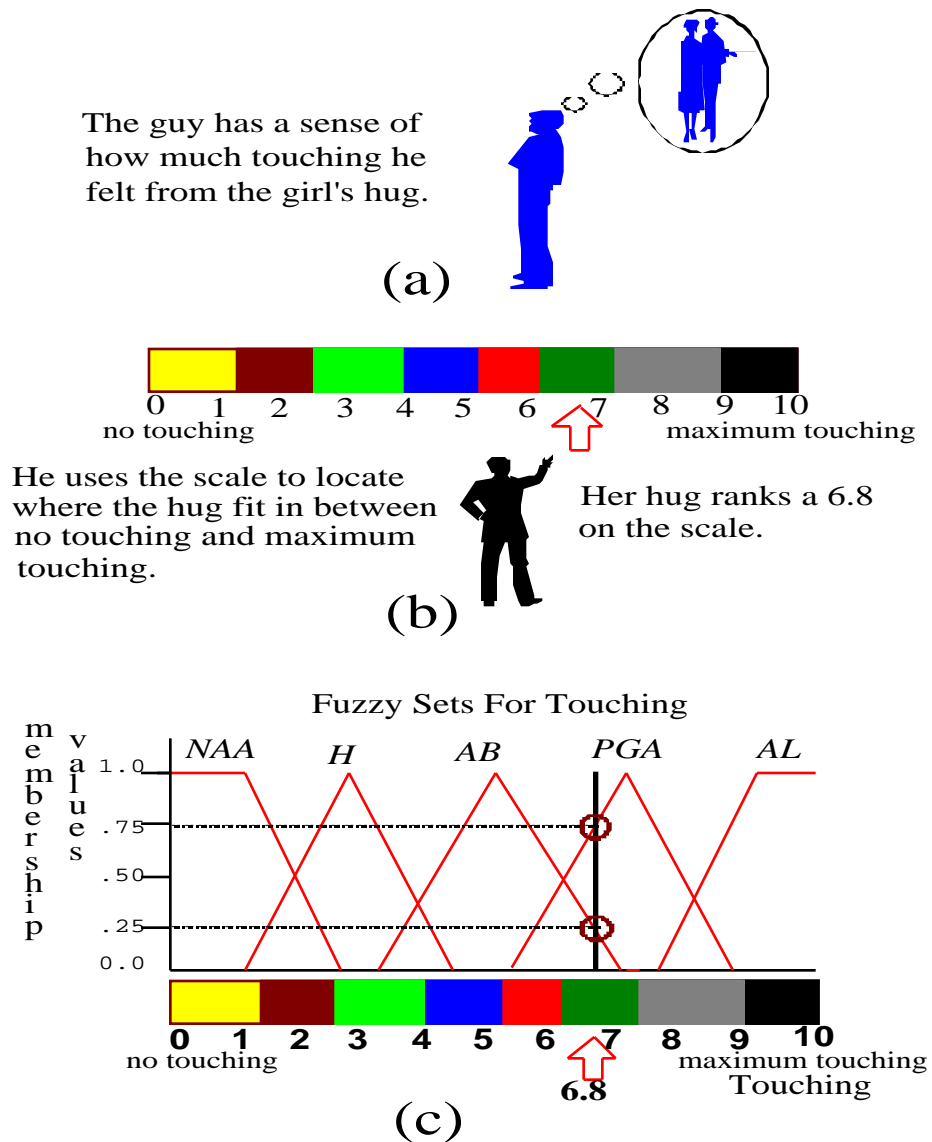 The guy has a sense of
how much touching he
felt from the girl's hug.
(a)
0 1 2 3 4 5 6 7 8 9 10
no touching maximum touching
He uses the scale to locate
where the hug fit in between
no touching and maximum
touching.
Her hug ranks a 6.8
on the scale.
(b)
Fuzzy Sets For Touching
membership
values
NAA H AB PGA AL
1.0
.75
.50
.25
0.0
0 1 2 3 4 5 6 7 8 9 10
no touching maximum touching
6.8 Touching
(c)